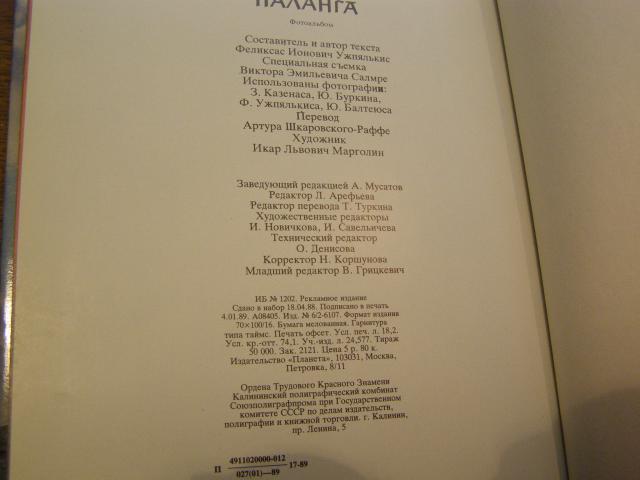 ПАЛАНГА
Фотоальбом
Составитель и автор текста
Феликсас Ионович Ужпялькис
Специальная съемка
Виктора Эмильевича Салмре
Использованы фотографии:
З. Казенаса, Ю. Буркина,
Ф. Ужпялькиса, Ю. Балтеюса
Перевод
Артура Шкаровского-Раффе
Художник
Икар Львович Марголин
Заведующий редакцией А. Мусатов
Редактор Л. Арефьева
Редактор перевода Т. Туркина
Художественные редакторы
И. Новичкова, И. Савельичева
Технический редактор
О. Денисова
Корректор Н. Коршунова
Младший редактор В. Грицкевич
ИБ № 1202. Рекламное издание
Сдано в набор 18.04.88. Подписано в печать
4.01.89. А08405. Изд. № 6/2-6107. Формат издания
70×100/16. Бумага мелованная. Гарнитура
типа таймс. Печать офсет. Усл. печ. л. 18,2.
Усл. кр.-отт. 74,1. Уч.-изд. л. 24,577. Тираж
50 000. Зак. 2121. Цена 5 р. 80 к.
Издательство «Планета», 103031, Москва,
Петровка, 8/11
Ордена Трудового Красного Знамени
Калининский полиграфический комбинат
Союзполиграфпрома при Государственном
комитете СССР по делам издательств,
полиграфии и книжной торговли. г. Калинин,
пр. Ленина, 5
П 4911020000-012 17-89
027(01)—89